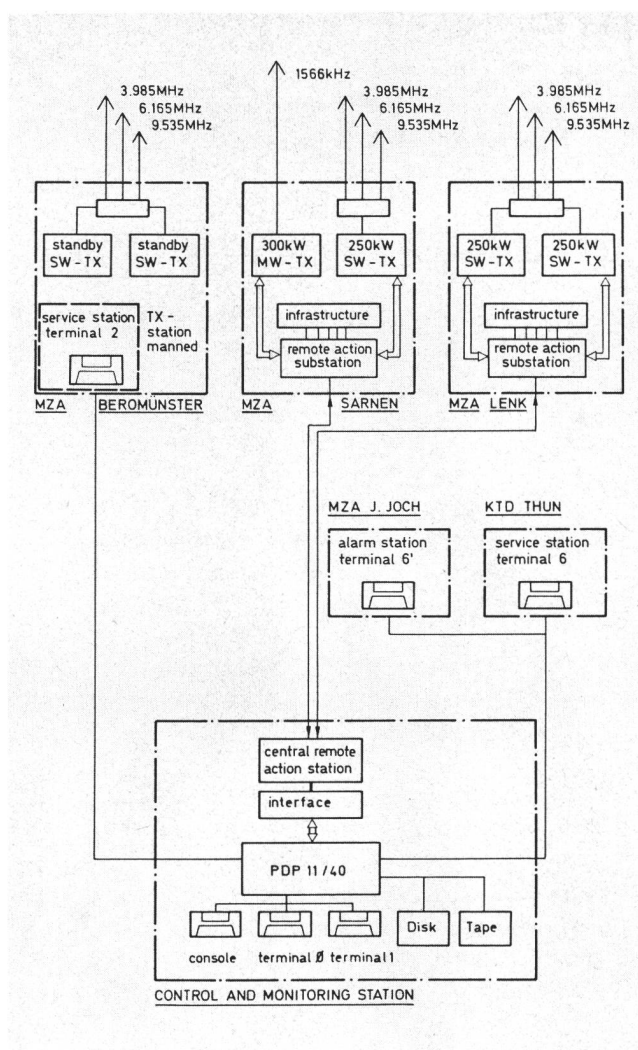 3.985MHz
6.165MHz
9.535MHz
1566kHz
3.985MHz
6.165MHz
9.535MHz
3.985MHz
6.165MHz
9.535MHz
standby
SW-TX
standby
SW-TX
service station
terminal 2
TX-
station
manned
MZA BEROMÜNSTER
300kW
MW-TX
250kW
SW-TX
infrastructure
remote action
substation
MZA SARNEN
250kW
SW-TX
250kW
SW-TX
infrastructure
remote action
substation
MZA LENK
MZA J. JOCH
alarm station
terminal 6'
KTD THUN
service station
terminal 6
central remote
action station
interface
PDP 11/40
console
terminal Ø
terminal 1
Disk
Tape
CONTROL AND MONITORING STATION